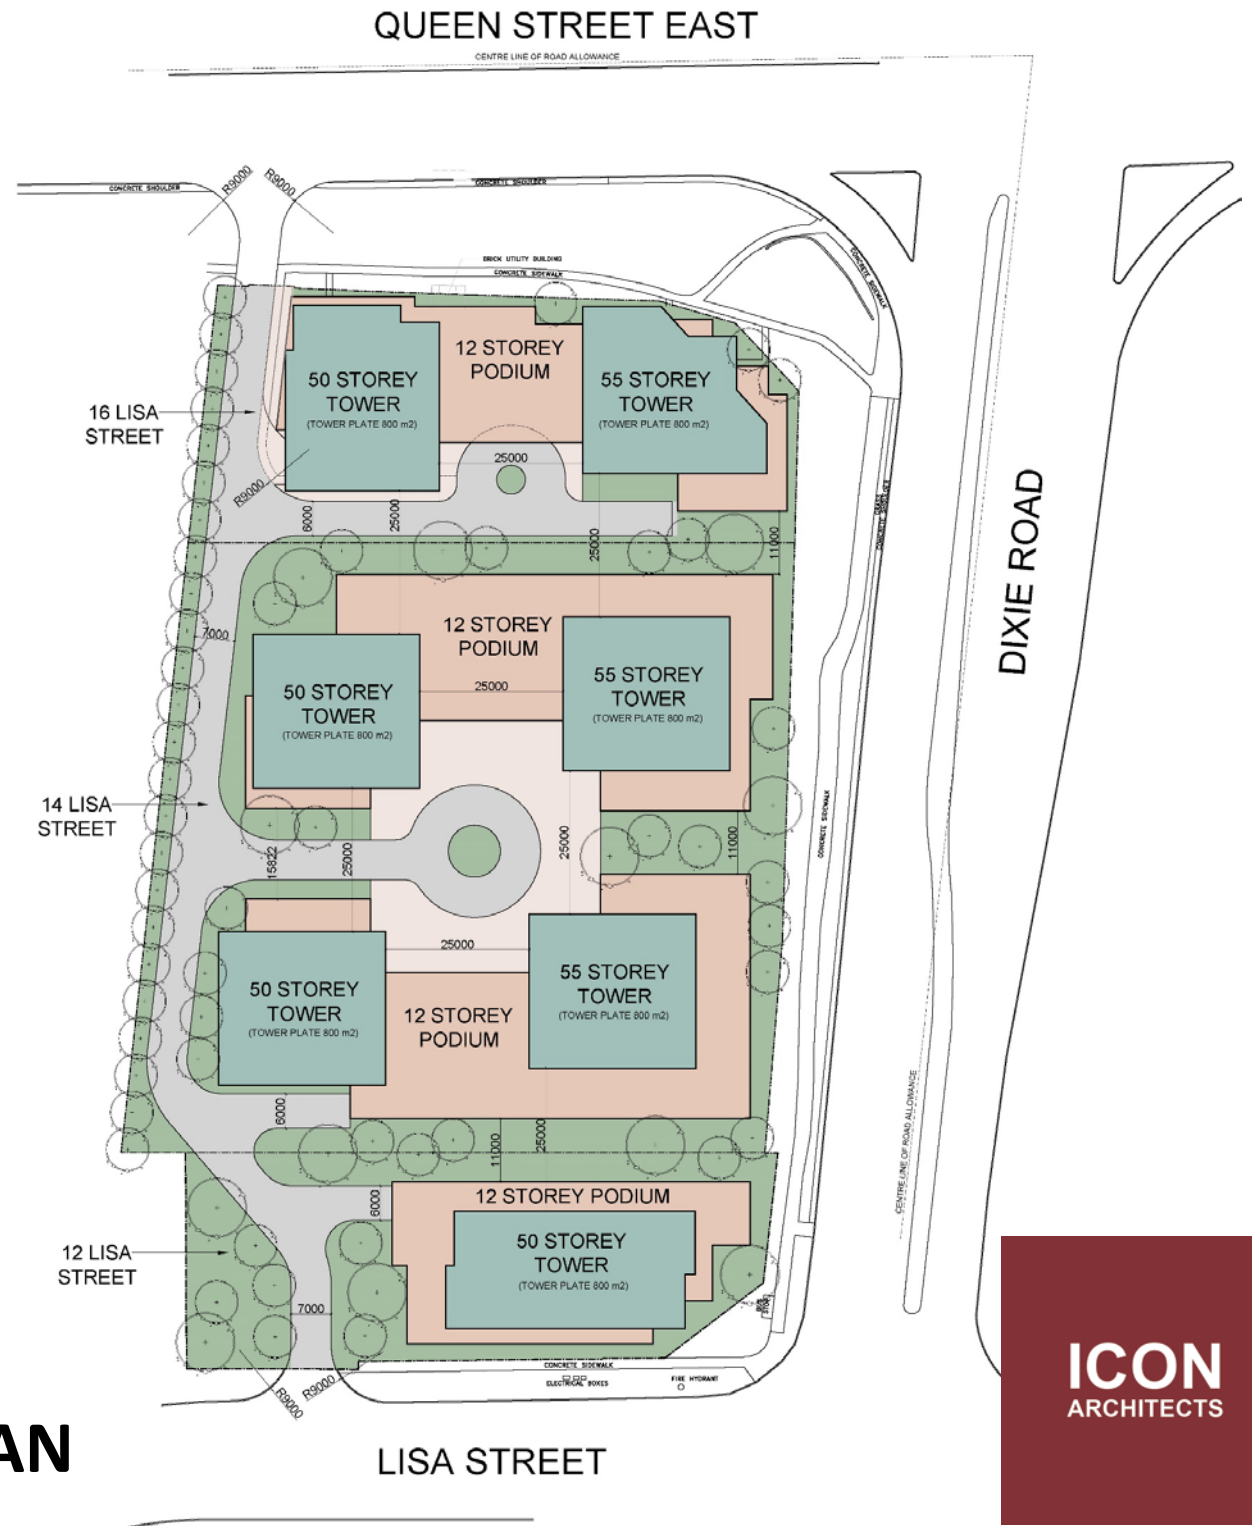 QUEEN STREET EAST
CENTRE LINE OF ROAD ALLOWANCE
R9000
R9000
CONCRETE SHOULDER
CONCRETE SHOULDER
BRICK UTILITY BUILDING
CONCRETE SIDEWALK
CONCRETE SIDEWALK
12 STOREY
PODIUM
50 STOREY
TOWER
(TOWER PLATE 800 m2)
55 STOREY
TOWER
(TOWER PLATE 800 m2)
16 LISA
STREET
25000
R9000
6000
25000
25000
11000
CONCRETE SHOULDER
DIXIE ROAD
7000
12 STOREY
PODIUM
50 STOREY
TOWER
(TOWER PLATE 800 m2)
25000
55 STOREY
TOWER
(TOWER PLATE 800 m2)
14 LISA
STREET
15822
25000
25000
11000
CONCRETE SIDEWALK
25000
50 STOREY
TOWER
(TOWER PLATE 800 m2)
12 STOREY
PODIUM
55 STOREY
TOWER
(TOWER PLATE 800 m2)
6000
11000
25000
CENTRE LINE OF ROAD ALLOWANCE
6000
12 STOREY PODIUM
50 STOREY
TOWER
(TOWER PLATE 800 m2)
12 LISA
STREET
7000
BUS
STOP
R9000
R9000
CONCRETE SIDEWALK
ELECTRICAL BOXES
FIRE HYDRANT
ICON
ARCHITECTS
AN
LISA STREET